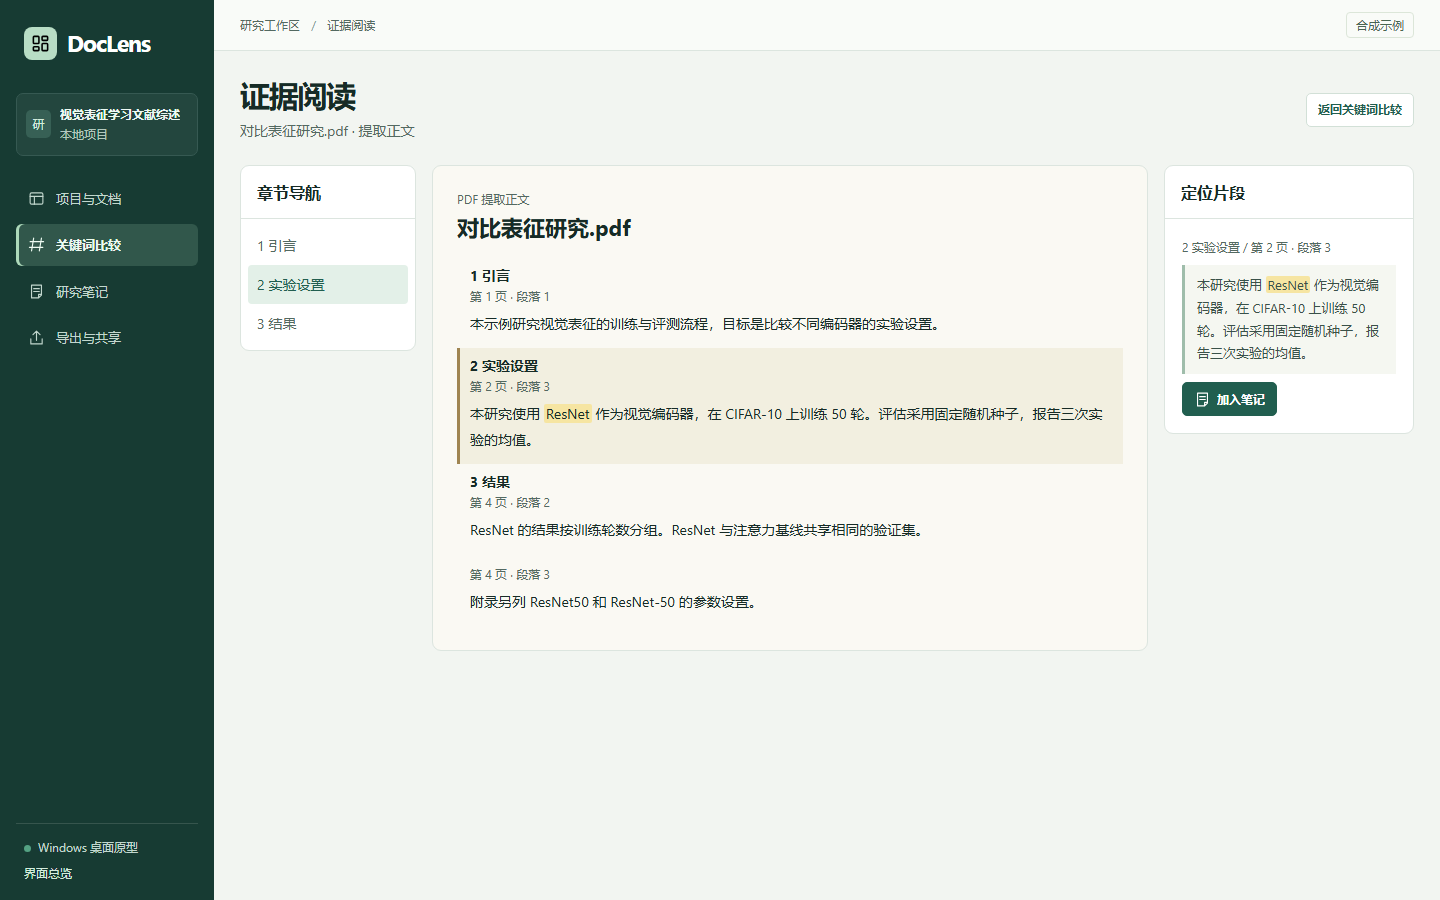 DocLens
研
视觉表征学习文献综述
本地项目
项目与文档
关键词比较
研究笔记
导出与共享
Windows 桌面原型
界面总览
研究工作区 / 证据阅读
合成示例
证据阅读
对比表征研究.pdf · 提取正文
返回关键词比较
章节导航
1 引言
2 实验设置
3 结果
PDF 提取正文
对比表征研究.pdf
1 引言
第 1 页 · 段落 1
本示例研究视觉表征的训练与评测流程，目标是比较不同编码器的实验设置。
2 实验设置
第 2 页 · 段落 3
本研究使用 ResNet 作为视觉编码器，在 CIFAR-10 上训练 50 轮。评估采用固定随机种子，报告三次实
验的均值。
3 结果
第 4 页 · 段落 2
ResNet 的结果按训练轮数分组。ResNet 与注意力基线共享相同的验证集。
第 4 页 · 段落 3
附录另列 ResNet50 和 ResNet-50 的参数设置。
定位片段
2 实验设置 / 第 2 页 · 段落 3
本研究使用 ResNet 作为视觉编
码器，在 CIFAR-10 上训练 50
轮。评估采用固定随机种子，报
告三次实验的均值。
加入笔记